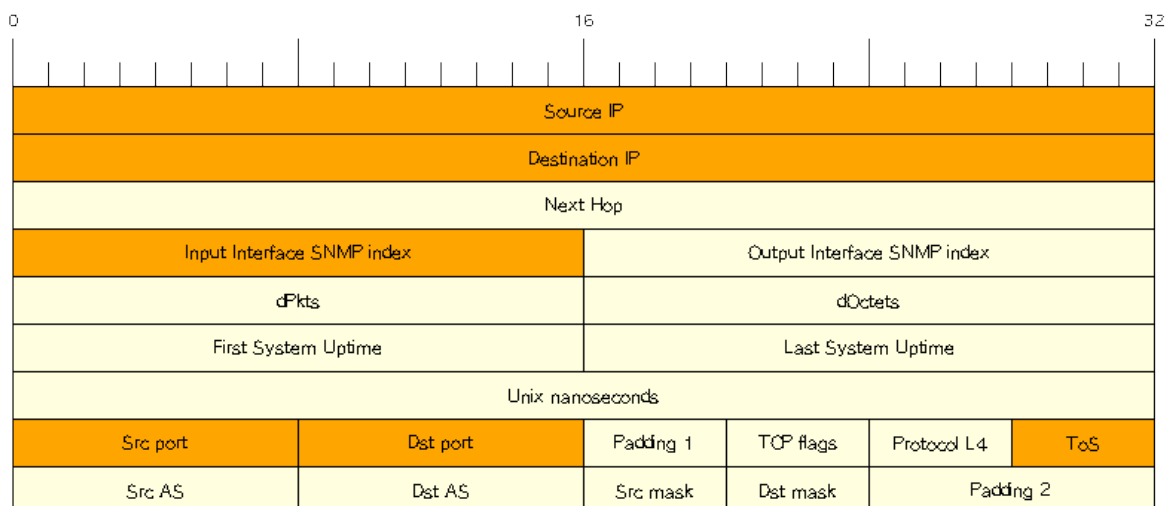 0 16 32
Source IP
Destination IP
Next Hop
Input Interface SNMP index Output Interface SNMP index
dPkts dOctets
First System Uptime Last System Uptime
Unix nanoseconds
Src port Dst port Padding 1 TCP flags Protocol L4 ToS
Src AS Dst AS Src mask Dst mask Padding 2